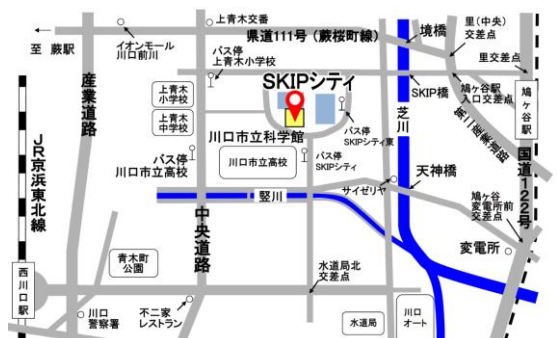 上青木交番
県道111号（蕨桜町線）
境橋
里（中央）
交差点
至 蕨駅
イオンモール
川口前川
バス停
上青木小学校
里交差点
産業道路
上青木
小学校
SKIPシティ
SKIP橋
鳩ヶ谷駅
入口交差点
鳩ヶ谷駅
上青木
中学校
川口市立科学館
バス停
SKIPシティ東
芝川
第二産業道路
JR京浜東北線
バス停
川口市立高校
川口市立高校
バス停
SKIPシティ
サイゼリヤ
天神橋
国道122号
竪川
鳩ヶ谷
変電所前
交差点
中央道路
青木町
公園
水道局北
交差点
変電所
西川口駅
川口
警察署
不二家
レストラン
水道局
川口
オート